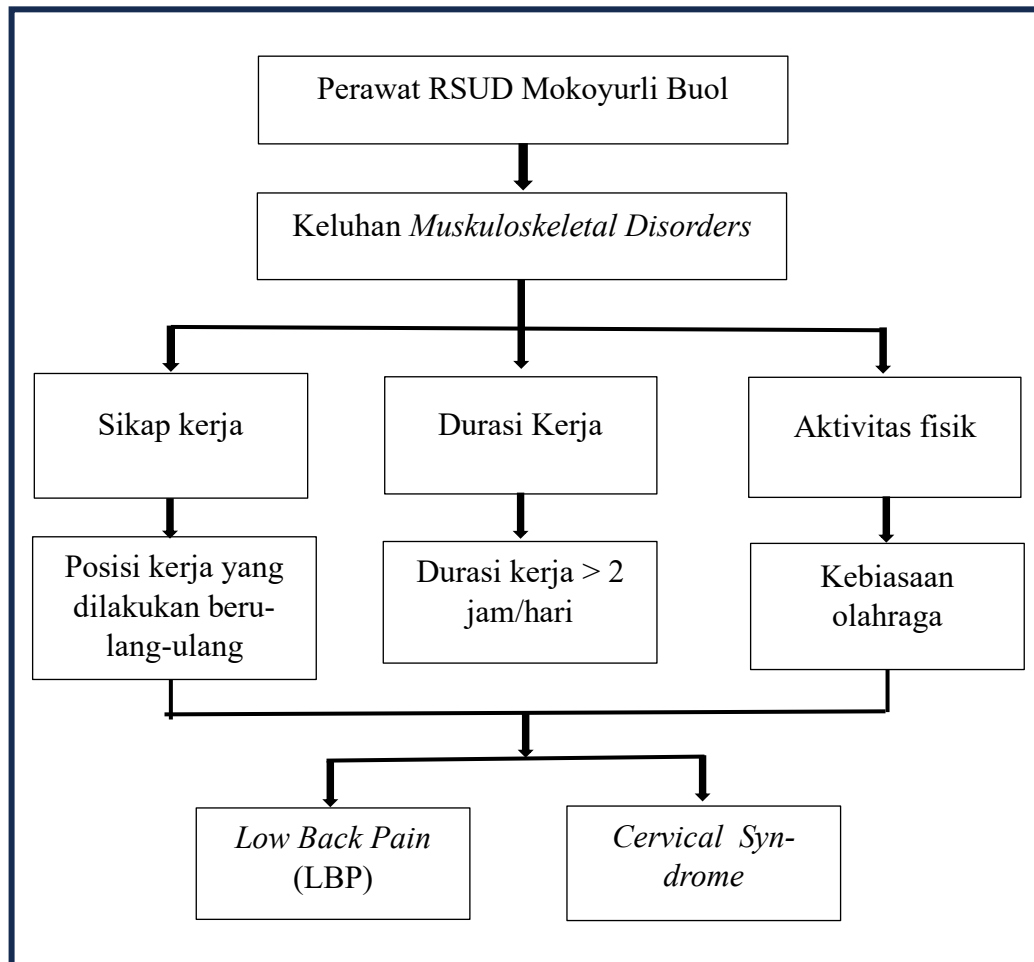 Perawat RSUD Mokoyurli Buol
Keluhan Muskuloskeletal Disorders
Sikap kerja
Durasi Kerja
Aktivitas fisik
Posisi kerja yang
dilakukan beru-
lang-ulang
Durasi kerja > 2
jam/hari
Kebiasaan
olahraga
Low Back Pain
(LBP)
Cervical Syn-
drome